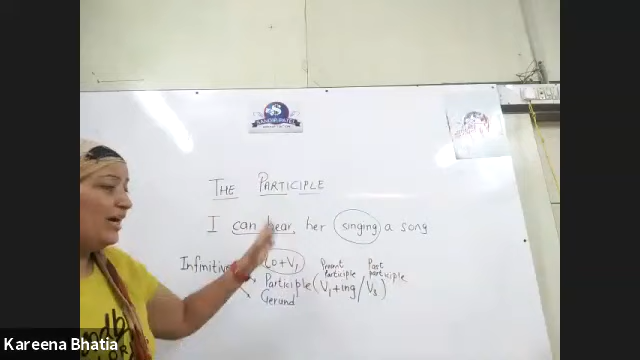 THE PARTICIPLE
I can hear, her singing a song
Infinitive to + V1
Present participle Past participle
Participle (V1 + ing / V3)
Gerund
Kareena Bhatia